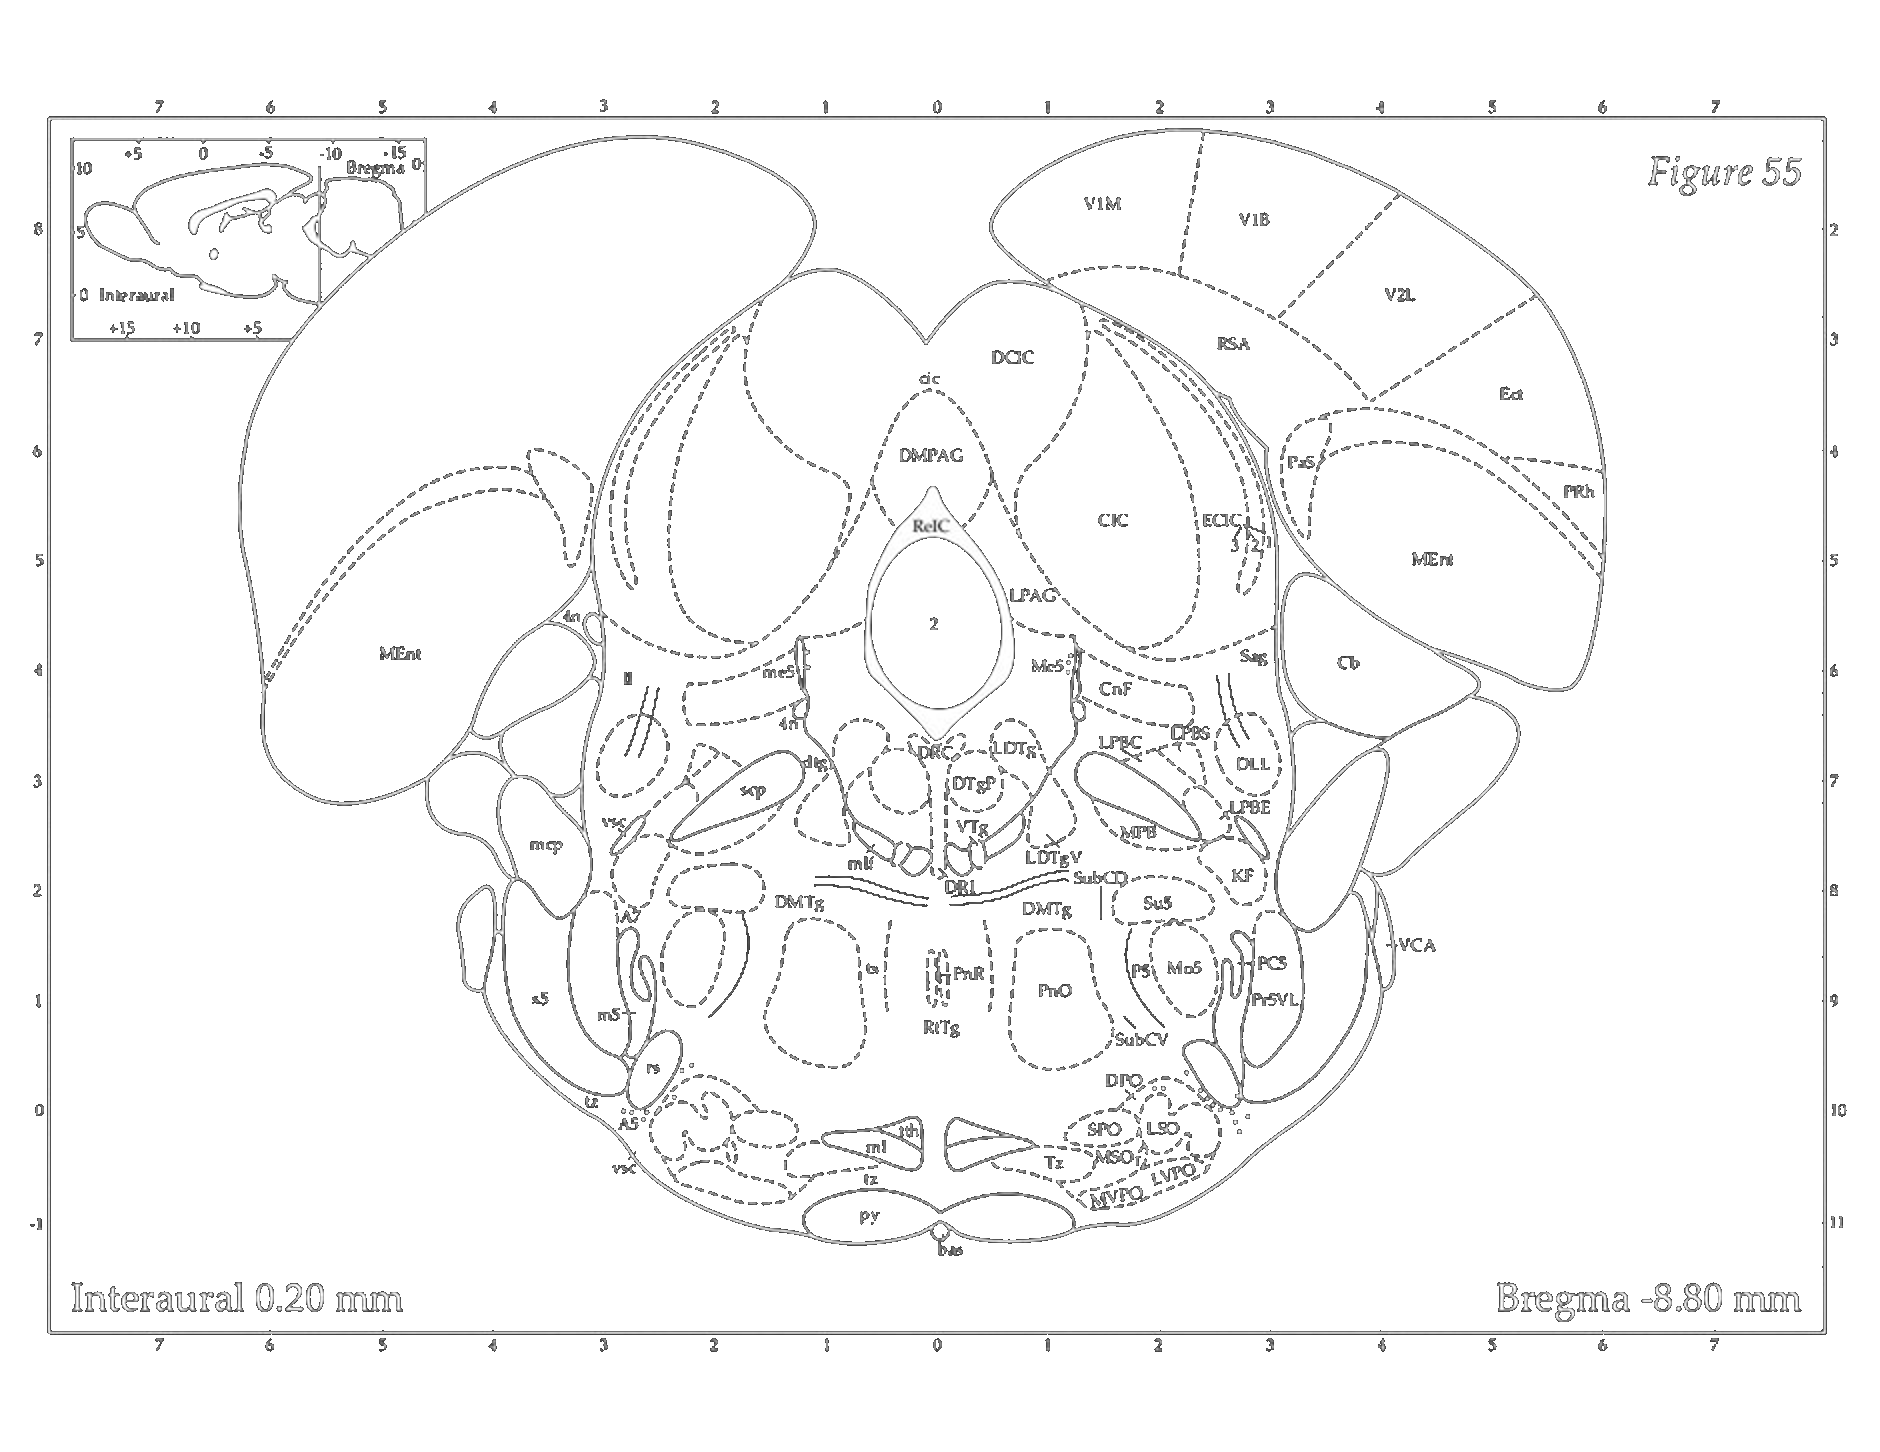 7 6 5 4 3 2 1 0 1 2 3 4 5 6 7
+5 0 -5 -10 -15
Bregma 0
10
5
0 Interaural
+15 +10 +5
Figure 55
8 2
7 3
6 4
5 5
4 6
3 7
2 8
1 9
0 10
-1 11
V1M
V1B
V2L
RSA
DCIC
cic
Ect
DMPAG
PaS
PRh
RelC
CIC
ECIC
3 2 1
MEnt
LPAG
4n
2
MEnt
Sag
Cb
me5
Me5
ll
CnF
4n
LPBS
LPBC
DRC
LDTg
dtg
DLL
DTgP
scp
LPBE
vsc
VTg
MPB
mcp
mlf
LDTgV
KF
SubCD
DRI
DMTg
DMTg
Su5
A7
VCA
PnR
P5
Mo5
PC5
ts
PnO
s5
Pr5VL
m5
RtTg
SubCV
rs
DPO
tz
A5
SPO
LSO
tth
ml
MSO
Tz
vsc
LVPO
tz
MVPO
py
bas
Interaural 0.20 mm
Bregma -8.80 mm
7 6 5 4 3 2 1 0 1 2 3 4 5 6 7